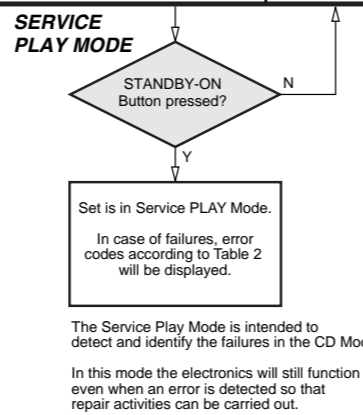 SERVICE
PLAY MODE
STANDBY-ON
Button pressed?
N
Y
Set is in Service PLAY Mode.
In case of failures, error
codes according to Table 2
will be displayed.
The Service Play Mode is intended to
detect and identify the failures in the CD
In this mode the electronics will still function
even when an error is detected so that
repair activities can be carried out.